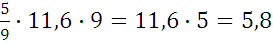 5/9 · 11,6 · 9 = 11,6 · 5 = 5,8